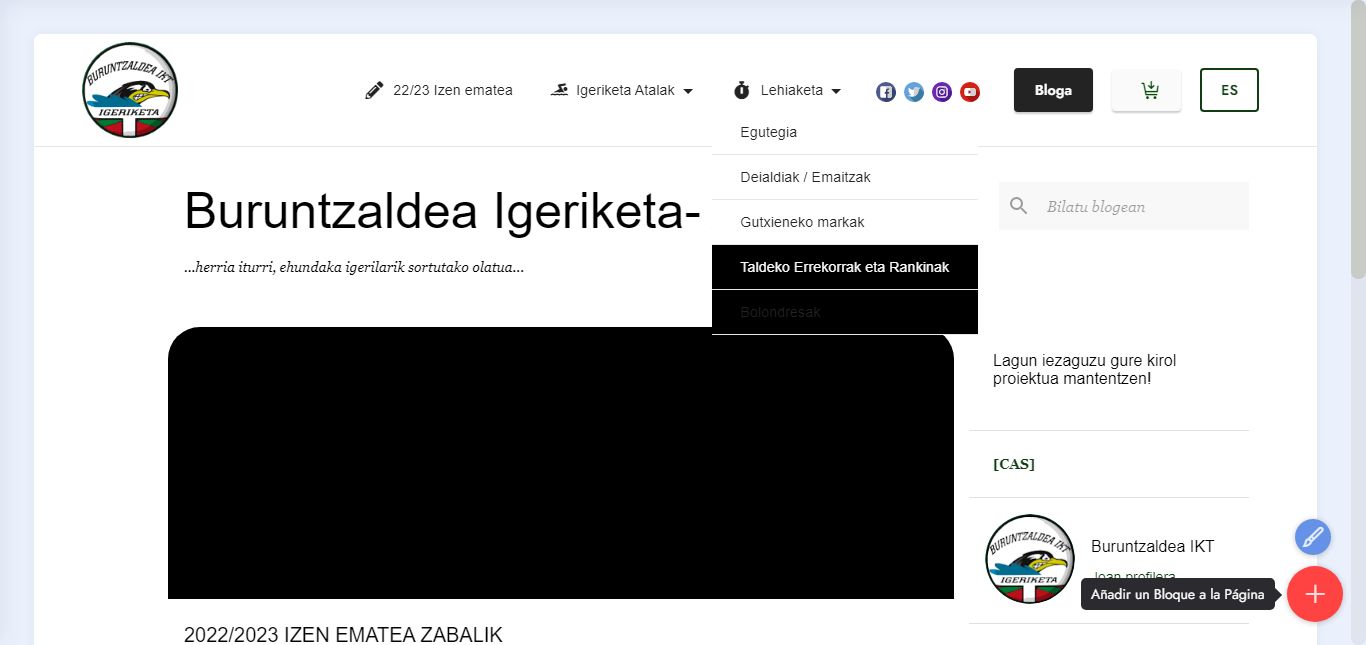 BURUNTZALDEA IKT
IGERIKETA
22/23 Izen ematea
Igeriketa Atalak
Lehiaketa
Bloga
ES
Egutegia
Deialdiak / Emaitzak
Gutxieneko markak
Taldeko Errekorrak eta Rankinak
Bolondresak
Buruntzaldea Igeriketa-
...herria iturri, ehundaka igerilarik sortutako olatua...
Bilatu blogean
Lagun iezaguzu gure kirol
proiektua mantentzen!
[CAS]
BURUNTZALDEA IKT
IGERIKETA
Buruntzaldea IKT
Joan profilera
Añadir un Bloque a la Página
2022/2023 IZEN EMATEA ZABALIK